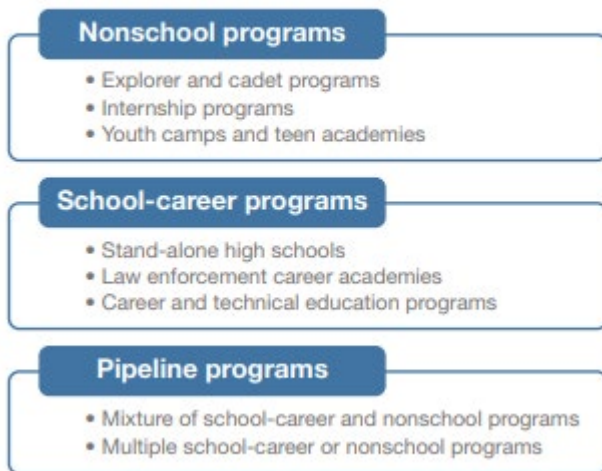 Nonschool programs
• Explorer and cadet programs
• Internship programs
• Youth camps and teen academies
School-career programs
• Stand-alone high schools
• Law enforcement career academies
• Career and technical education programs
Pipeline programs
• Mixture of school-career and nonschool programs
• Multiple school-career or nonschool programs